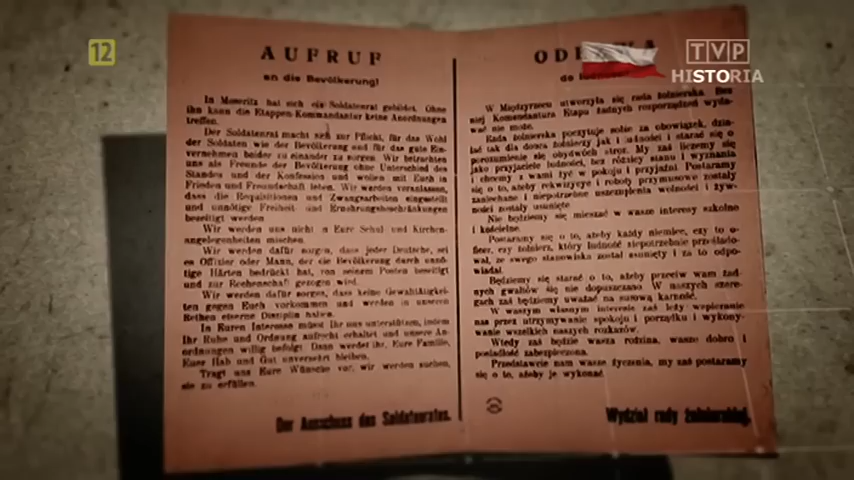 12
TVP
HISTORIA
AUFRUF
an die Bevölkerung!
In Meseritz hat sich ein Soldatenrat gebildet. Ohne
ihn kann die Etappen-Kommandantur keine Anordnungen
treffen.
Der Soldatenrat macht sich zur Pflicht, für das Wohl
der Soldaten wie der Bevölkerung und für das gute Ein-
vernehmen beider zu einander zu sorgen. Wir betrachten
uns als Freunde der Bevölkerung ohne Unterschied des
Standes und der Konfession und wollen mit Euch in
Frieden und Freundschaft leben. Wir werden veranlassen,
dass die Requisitionen und Zwangsarbeiten eingestellt
und unnötige Freiheit und Ernährungsbeschränkungen
beseitigt werden
Wir werden uns nicht in Eure Schul und Kirchen-
angelegenheiten mischen.
Wir werden dafür sorgen, dass jeder Deutsche, sei
es Offizier oder Mann, der die Bevölkerung durch unnö-
tige Härten bedrückt hat, von seinem Posten beseitigt
und zur Rechenschaft gezogen wird.
Wir werden dafür sorgen, dass keine Gewaltätigkei-
ten gegen Euch vorkommen und werden in unseren
Reihen eiserne Disziplin halten.
In Euren Interesse müsst Ihr uns unterstützen, indem
Ihr Ruhe und Ordnung aufrecht erhaltet und unsere An-
ordnungen willig befolgt. Dann werdet ihr, Eure Familie,
Euse Hab und Gut unversehrt bleiben.
Tragt uns Eure Wünsche vor, wir werden suchen,
sie zu erfüllen.
Der Ausschuss des Soldatenrates.
do
W Międzyrzecu utworzyła się rada żołnierska. Bez
niej Komendantura Etapu żadnych rozporządzeń wyda-
wać nie może.
Rada żołnierska poczytuje sobie za obowiązek, dzia-
łać tak dla dobra żołnierzy jak i ludności i starać się o
porozumienie się obydwóch stron. My zaś liczemy się
jako przyjaciele ludności, bez różnicy stanu i wyznania
i chcemy z wami żyć w pokoju i przyjaźni. Postaramy
się o to, ażeby rekwizycje i roboty przymusowe zostały
zaniechane i niepotrzebne uszczuplenia wolności i żyw-
ności zostały usunięte.
Nie będziemy się mieszać w wasze interesy szkolne
i kościelne.
Postaramy się o to, ażeby każdy niemiec, czy to o-
ficer, czy żołnierz, który ludność niepotrzebnie prześlado-
wał, ze swego stanowiska został usunięty i za to odpo-
wiadał.
Będziemy się starać o to, ażeby przeciw wam żad-
nych gwałtów się nie dopuszczano. W naszych szere-
gach zaś będziemy uważać na surową karność.
W waszym własnym interesie zaś leży wspieranie
nas przez utrzymywanie spokoju i porządku i wykony-
wanie wszelkich naszych rozkazów.
Wtedy zaś będzie wasza rodzina, wasze dobro i
posiadłość zabezpieczona.
Przedstawcie nam wasze życzenia, my zaś postaramy
się o to, ażeby je wykonać.
Wydział rady żołnierskiej.